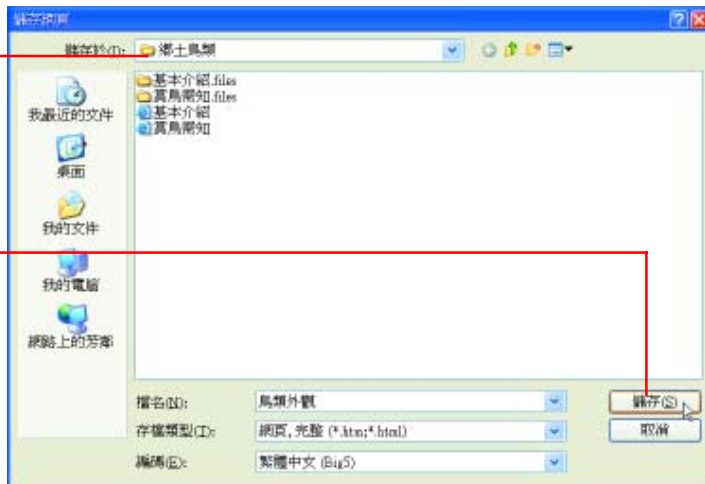 儲存網頁
儲存於(I): 鄉土鳥類
基本介紹.files
賞鳥需知.files
基本介紹
賞鳥需知
我最近的文件
桌面
我的文件
我的電腦
網路上的芳鄰
檔名(N): 鳥類外觀
儲存(S)
存檔類型(T): 網頁, 完整 (*.htm;*.html)
取消
編碼(E): 繁體中文 (Big5)